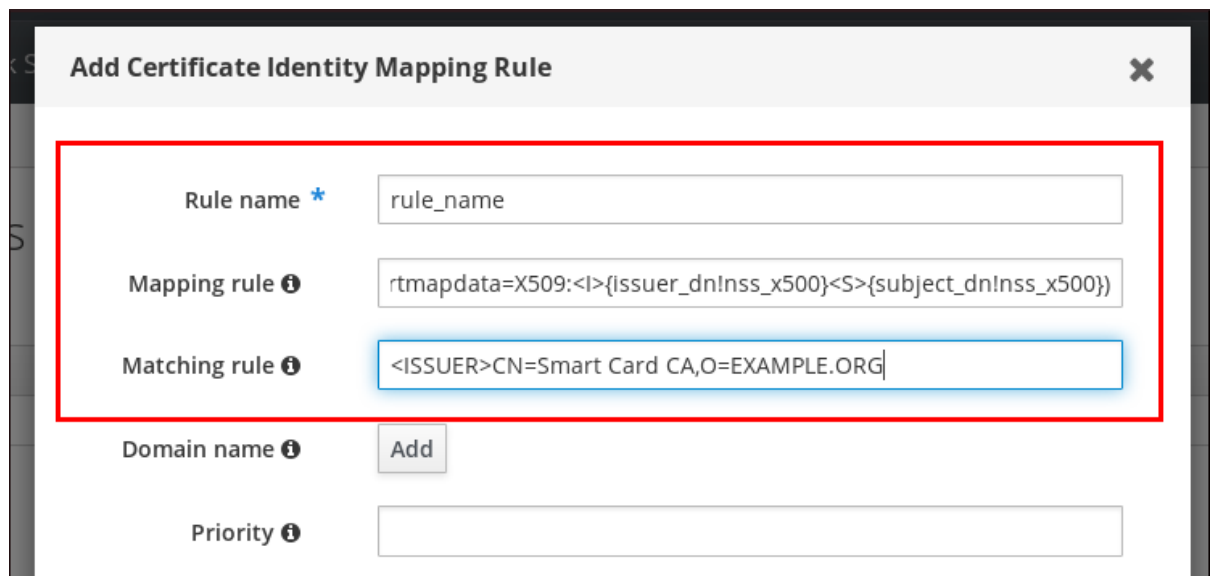 Add Certificate Identity Mapping Rule
Rule name *
rule_name
Mapping rule
rtmapdata=X509:<I>{issuer_dn!nss_x500}<S>{subject_dn!nss_x500})
Matching rule
<ISSUER>CN=Smart Card CA,O=EXAMPLE.ORG
Domain name
Add
Priority